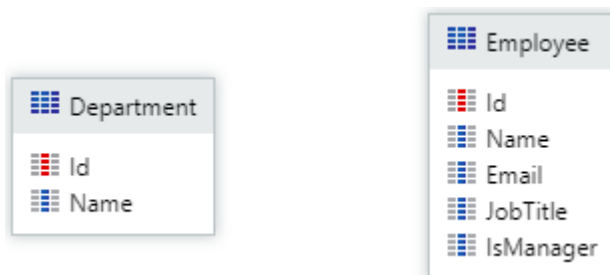 Department
Id
Name
Employee
Id
Name
Email
JobTitle
IsManager